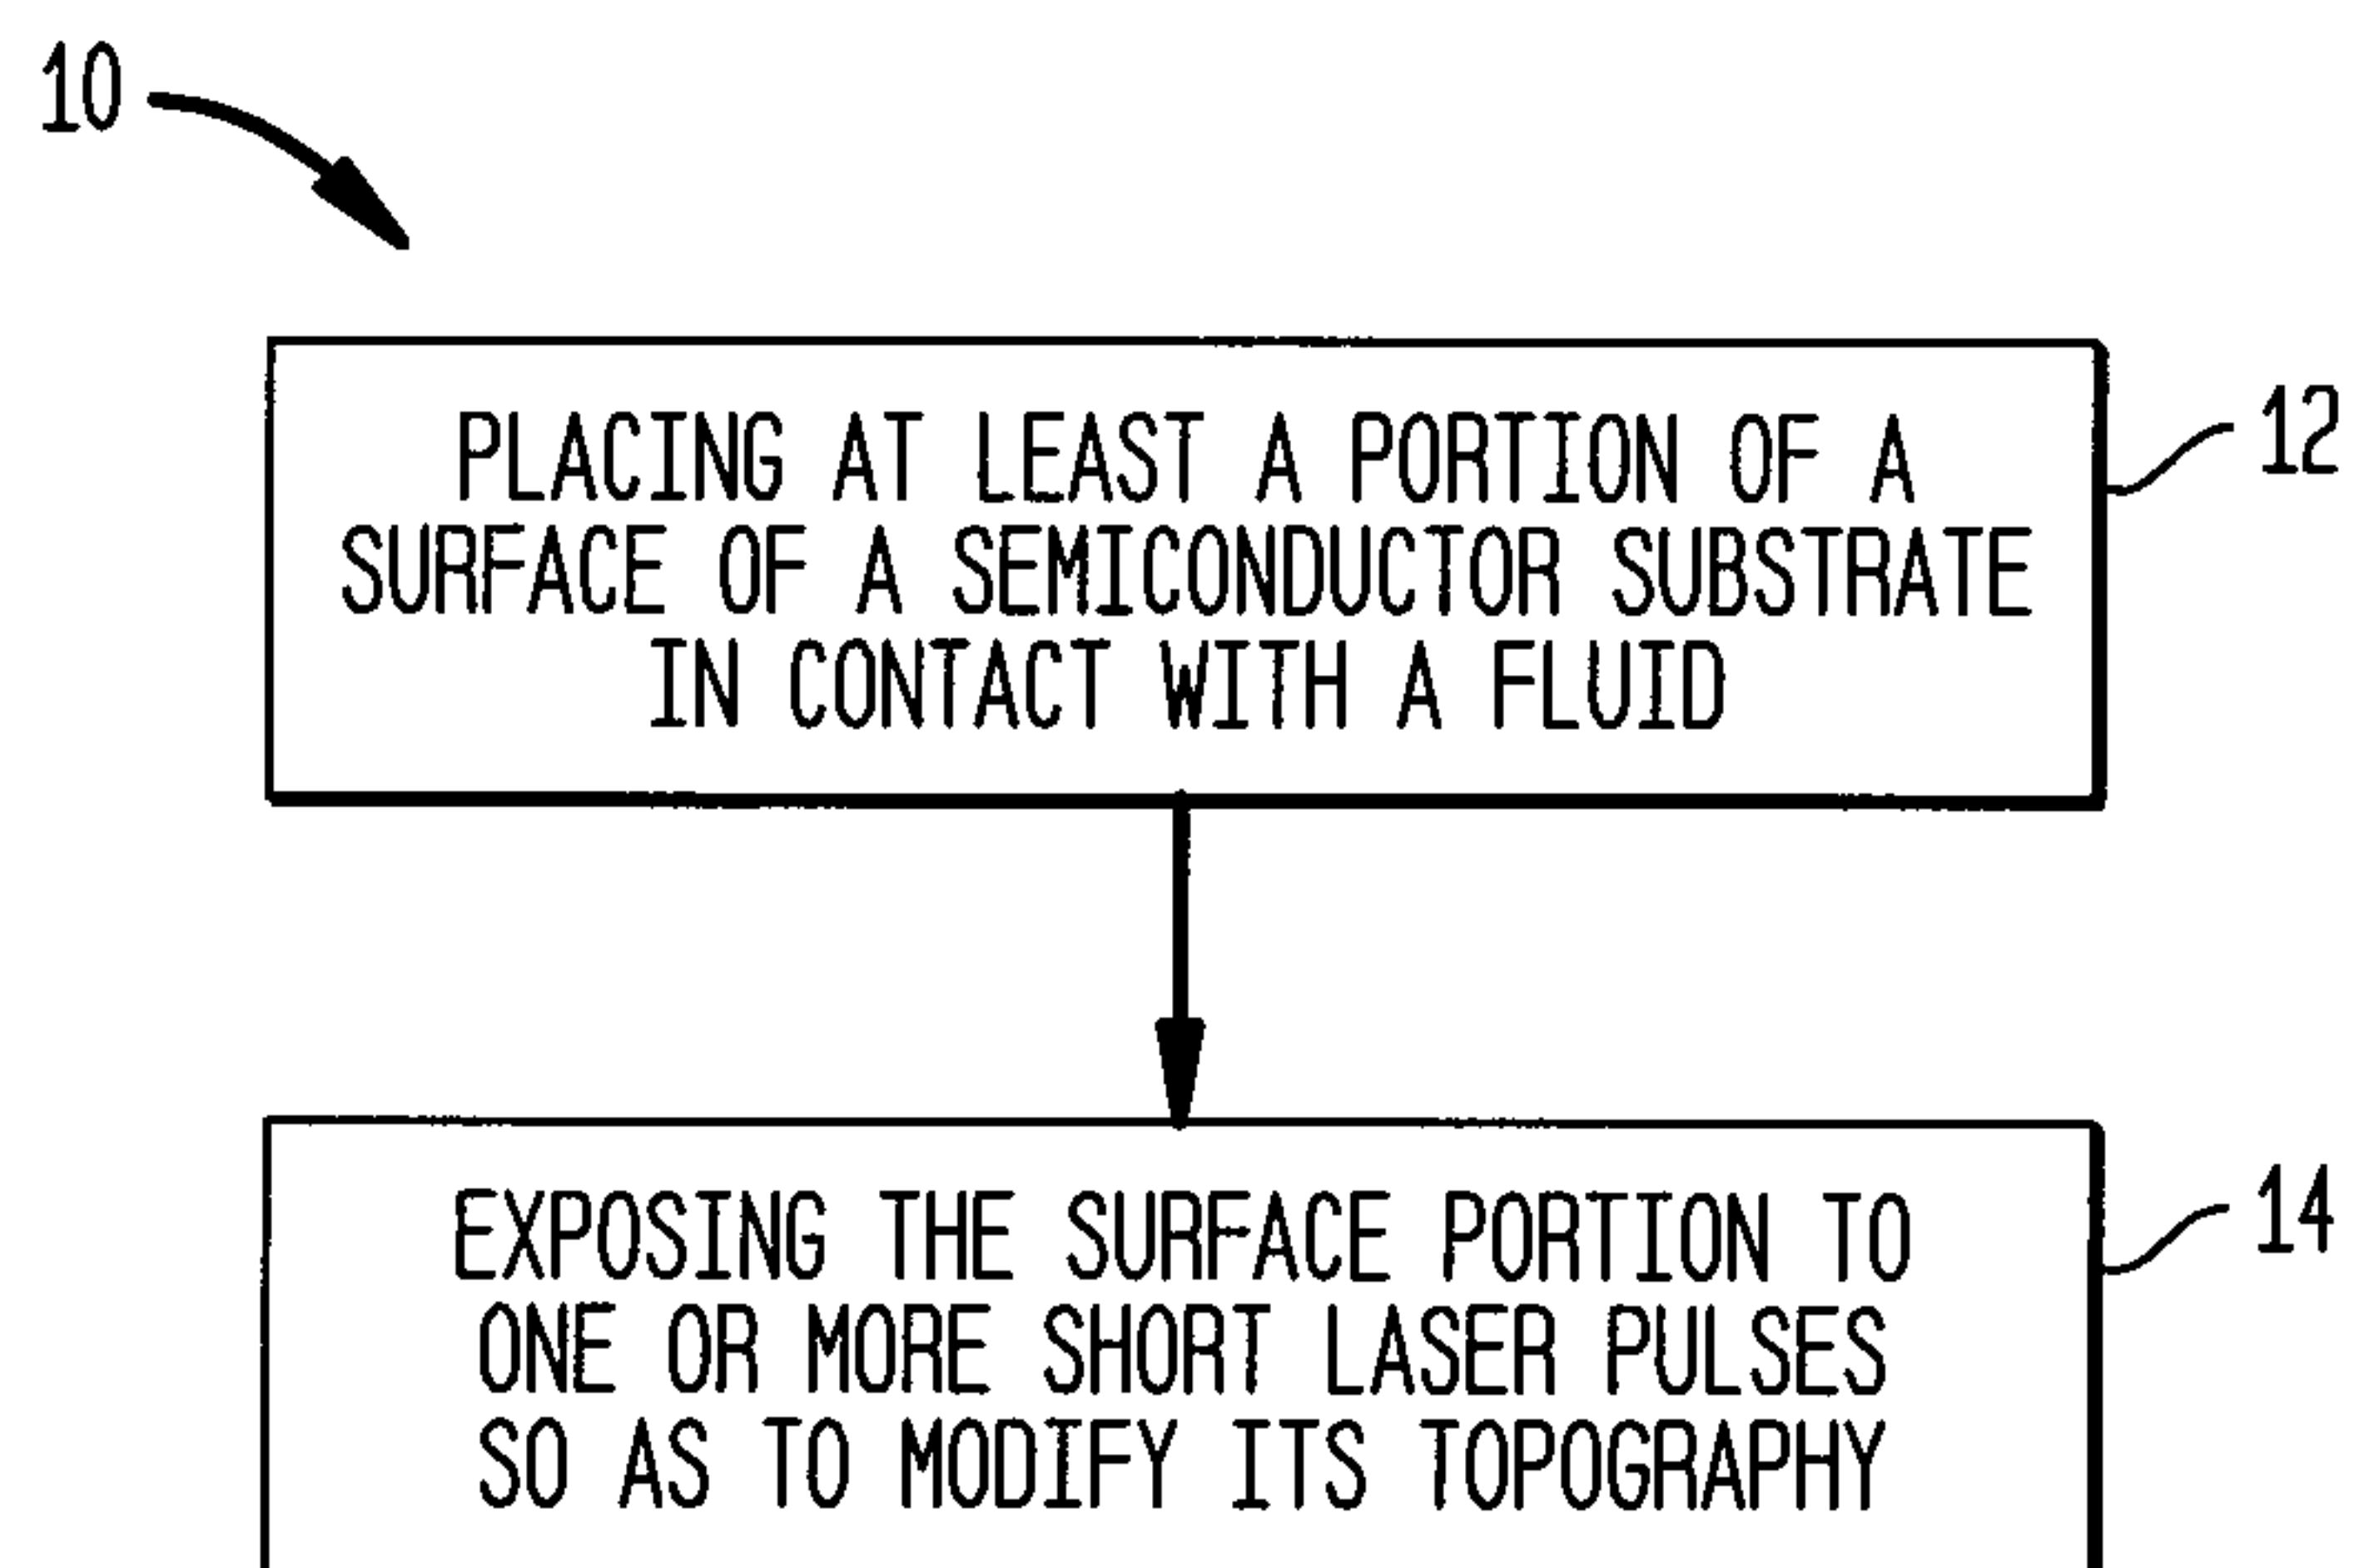 10
PLACING AT LEAST A PORTION OF A
SURFACE OF A SEMICONDUCTOR SUBSTRATE
IN CONTACT WITH A FLUID
12
EXPOSING THE SURFACE PORTION TO
ONE OR MORE SHORT LASER PULSES
SO AS TO MODIFY ITS TOPOGRAPHY
14